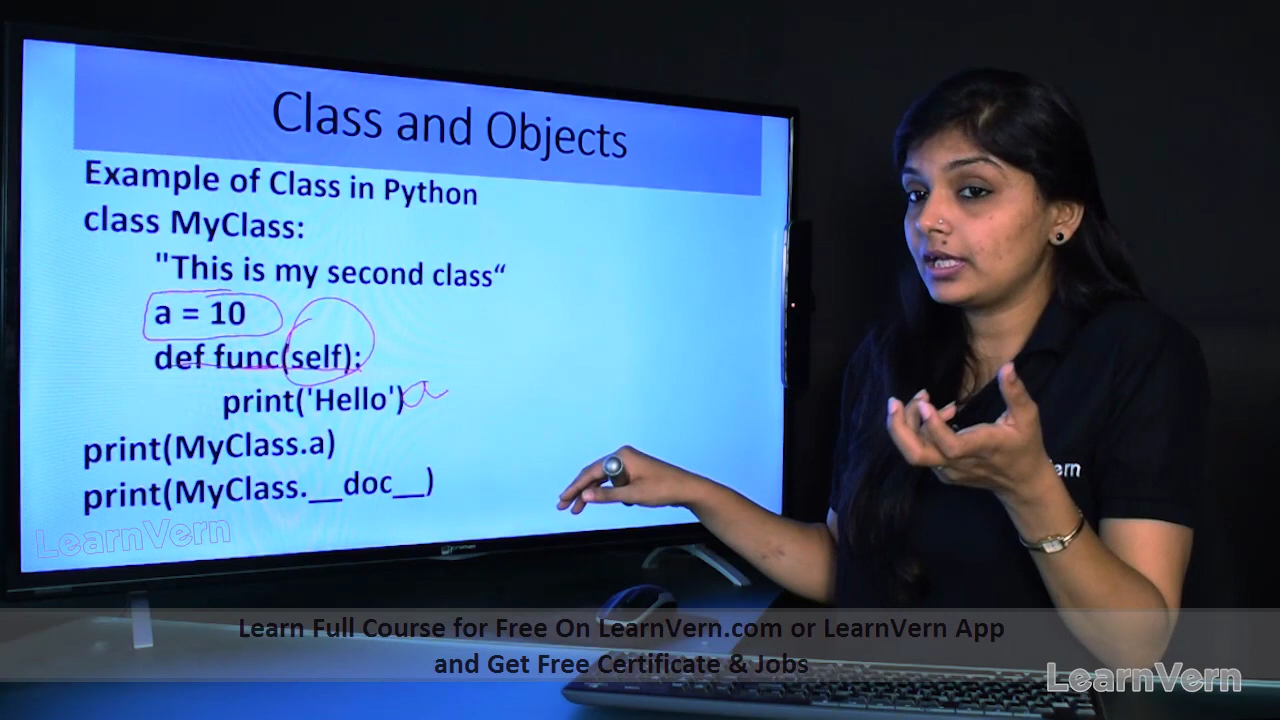 Class and Objects
Example of Class in Python
class MyClass:
"This is my second class“
a = 10
def func(self):
print('Hello')a
print(MyClass.a)
print(MyClass.__doc__)
LearnVern
ern
Learn Full Course for Free On LearnVern.com or LearnVern App
and Get Free Certificate & Jobs
LearnVern